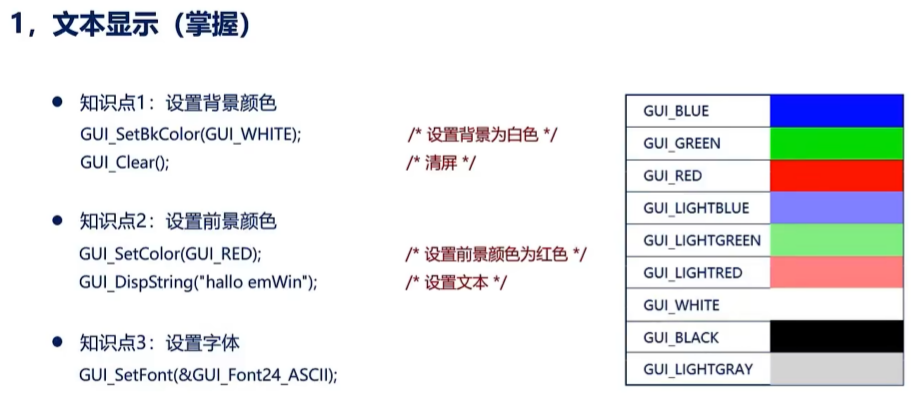 1，文本显示（掌握）
● 知识点1：设置背景颜色
GUI_SetBkColor(GUI_WHITE); /* 设置背景为白色 */
GUI_Clear(); /* 清屏 */
● 知识点2：设置前景颜色
GUI_SetColor(GUI_RED); /* 设置前景颜色为红色 */
GUI_DispString("hallo emWin"); /* 设置文本 */
● 知识点3：设置字体
GUI_SetFont(&GUI_Font24_ASCII);
GUI_BLUE
GUI_GREEN
GUI_RED
GUI_LIGHTBLUE
GUI_LIGHTGREEN
GUI_LIGHTRED
GUI_WHITE
GUI_BLACK
GUI_LIGHTGRAY